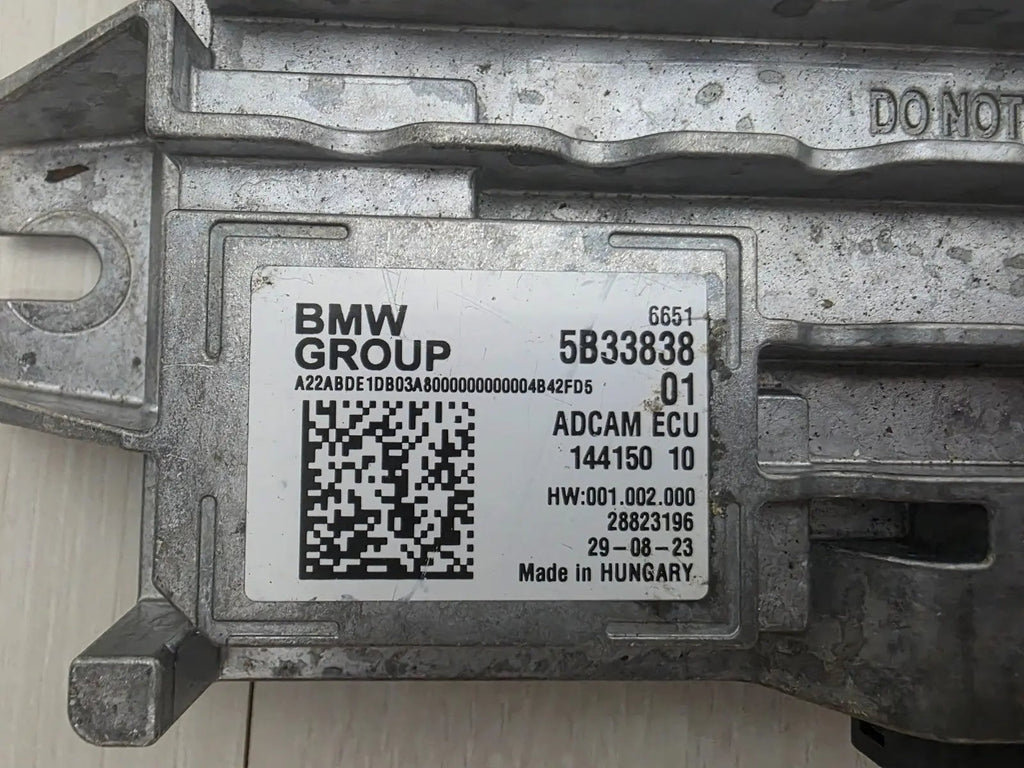 DO NOT
BMW
GROUP
6651
5B33838
A22ABDE1DB03A8000000000004B42FD5
01
ADCAM ECU
144150 10
HW:001.002.000
28823196
29-08-23
Made in HUNGARY